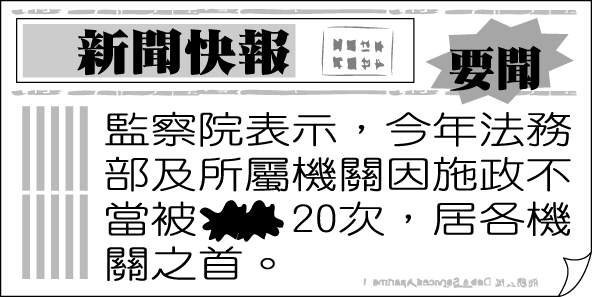 新聞快報
要聞
監察院表示，今年法務
部及所屬機關因施政不
當被 20次，居各機
關之首。